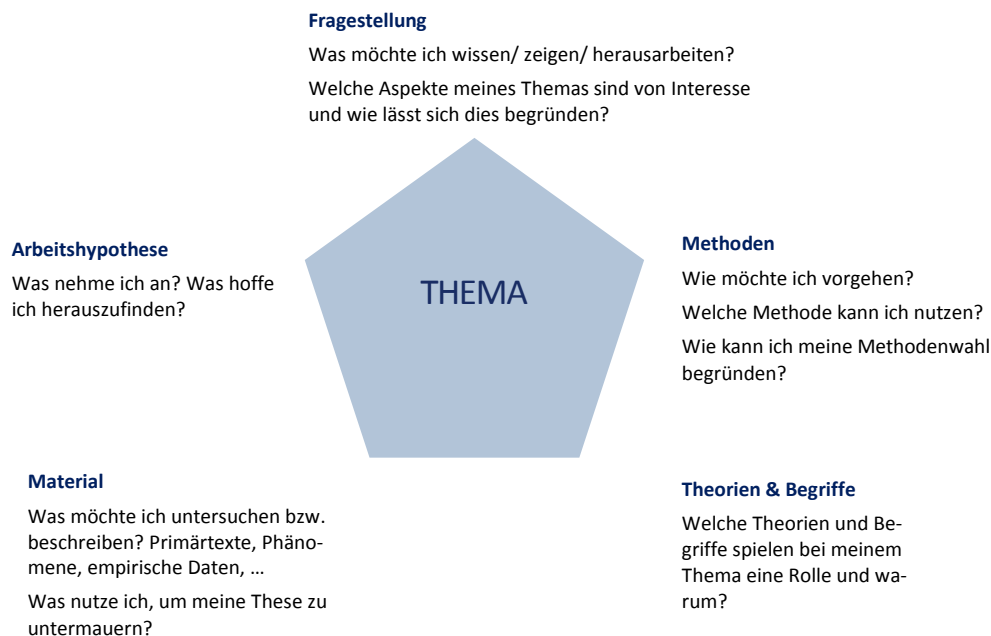 Fragestellung
Was möchte ich wissen/ zeigen/ herausarbeiten?
Welche Aspekte meines Themas sind von Interesse
und wie lässt sich dies begründen?
Arbeitshypothese
Was nehme ich an? Was hoffe
ich herauszufinden?
THEMA
Methoden
Wie möchte ich vorgehen?
Welche Methode kann ich nutzen?
Wie kann ich meine Methodenwahl
begründen?
Material
Was möchte ich untersuchen bzw.
beschreiben? Primärtexte, Phäno-
mene, empirische Daten, ...
Was nutze ich, um meine These zu
untermauern?
Theorien & Begriffe
Welche Theorien und Be-
griffe spielen bei meinem
Thema eine Rolle und wa-
rum?